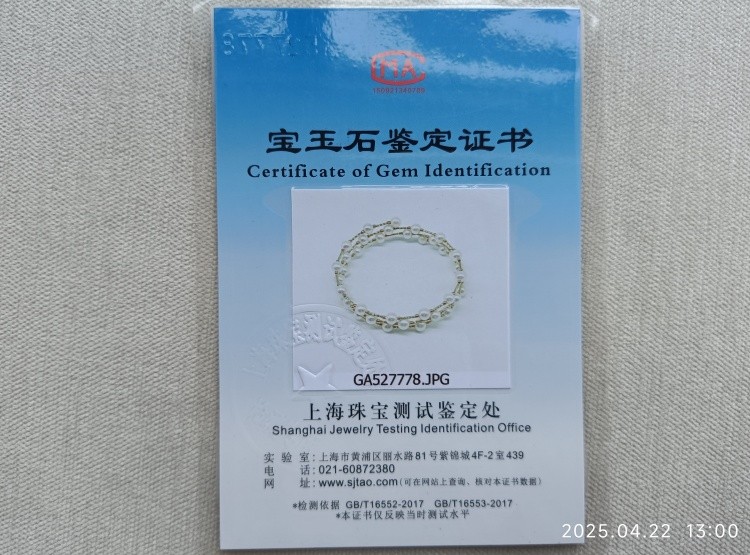 MA
宝玉石鉴定证书
Certificate of Gem Identification
GA527778.JPG
上海珠宝测试鉴定处
Shanghai Jewelry Testing Identification Office
实验室:上海市黄浦区丽水路81号紫锦城4F-2室439
电话:021-60872380
网址:www.sjtao.com(可在网站上查询、核对本证书数据)
*检测依据 GB/T16552-2017 GB/T16553-2017
*本证书仅反映当时测试水平
2025.04.22 13:00